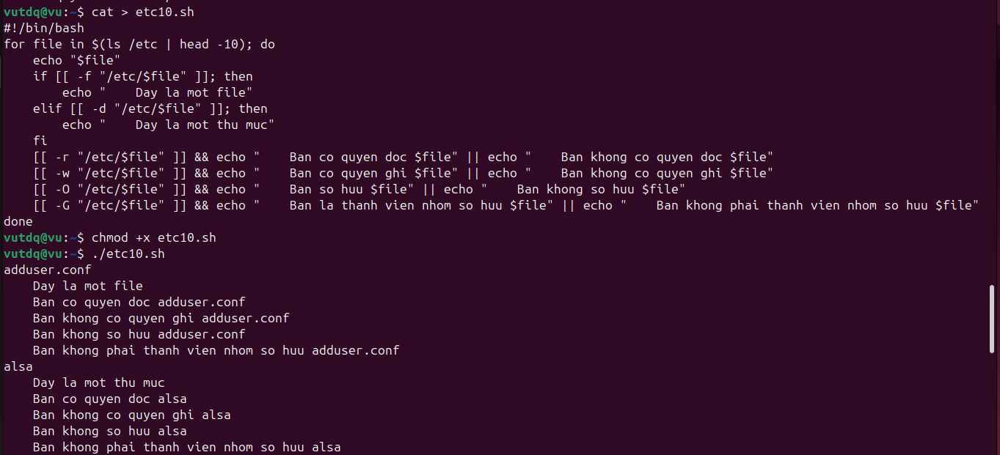 vutdq@vu:~$ cat > etc10.sh
#!/bin/bash
for file in $(ls /etc | head -10); do
    echo "$file"
    if [[ -f "/etc/$file" ]]; then
        echo "    Day la mot file"
    elif [[ -d "/etc/$file" ]]; then
        echo "    Day la mot thu muc"
    fi
    [[ -r "/etc/$file" ]] && echo "    Ban co quyen doc $file" || echo "    Ban khong co quyen doc $file"
    [[ -w "/etc/$file" ]] && echo "    Ban co quyen ghi $file" || echo "    Ban khong co quyen ghi $file"
    [[ -O "/etc/$file" ]] && echo "    Ban so huu $file" || echo "    Ban khong so huu $file"
    [[ -G "/etc/$file" ]] && echo "    Ban la thanh vien nhom so huu $file" || echo "    Ban khong phai thanh vien nhom so huu $file"
done
vutdq@vu:~$ chmod +x etc10.sh
vutdq@vu:~$ ./etc10.sh
adduser.conf
    Day la mot file
    Ban co quyen doc adduser.conf
    Ban khong co quyen ghi adduser.conf
    Ban khong so huu adduser.conf
    Ban khong phai thanh vien nhom so huu adduser.conf
alsa
    Day la mot thu muc
    Ban co quyen doc alsa
    Ban khong co quyen ghi alsa
    Ban khong so huu alsa
    Ban khong phai thanh vien nhom so huu alsa